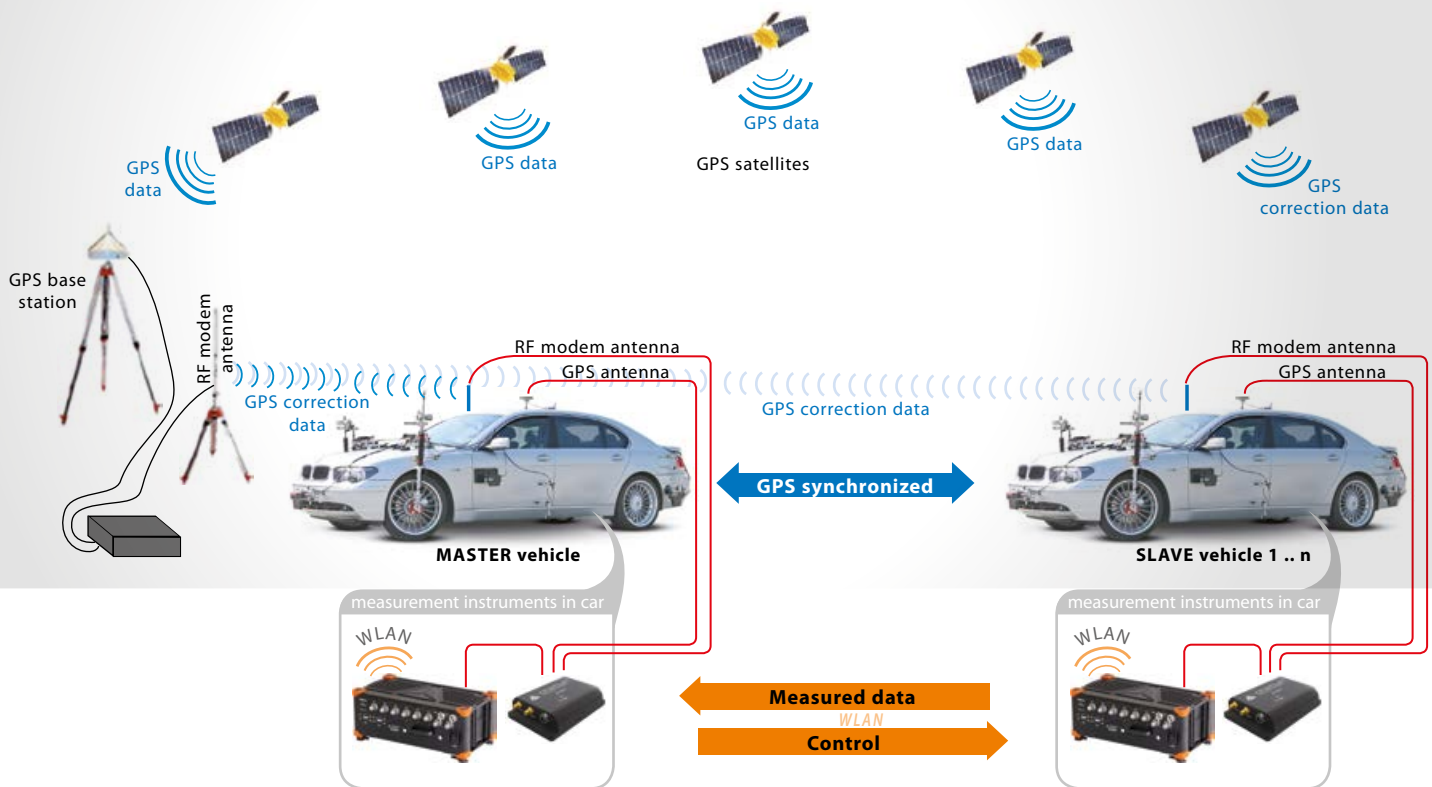 GPS data
GPS
data
GPS data
GPS data
GPS data
GPS satellites
GPS
correction data
GPS base
station
RF modem
antenna
RF modem antenna
GPS antenna
GPS correction
data
GPS correction data
RF modem antenna
GPS antenna
GPS synchronized
MASTER vehicle
SLAVE vehicle 1 .. n
measurement instruments in car
WLAN
measurement instruments in car
WLAN
Measured data
WLAN
Control